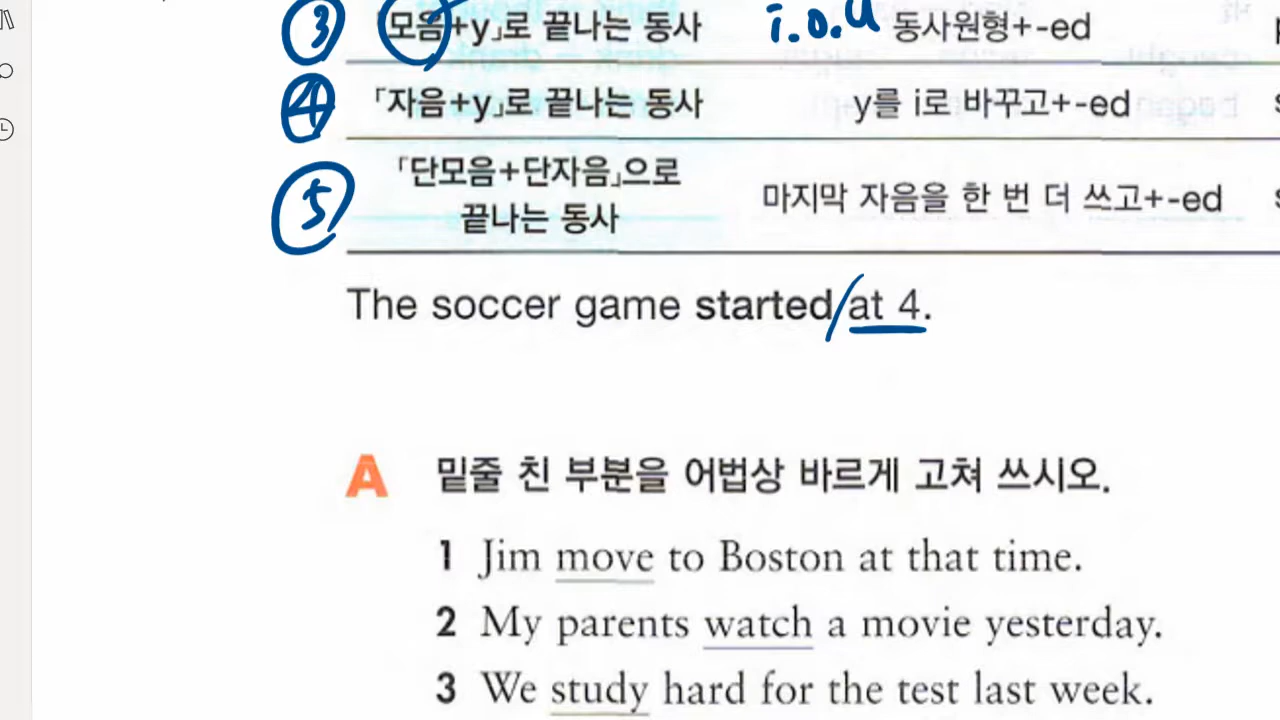 ③ 「모음+y」로 끝나는 동사 i.o.u 동사원형+-ed
④ 「자음+y」로 끝나는 동사 y를 i로 바꾸고+-ed
⑤ 「단모음+단자음」으로 끝나는 동사 마지막 자음을 한 번 더 쓰고+-ed
The soccer game started/at 4.
A 밑줄 친 부분을 어법상 바르게 고쳐 쓰시오.
1 Jim move to Boston at that time.
2 My parents watch a movie yesterday.
3 We study hard for the test last week.